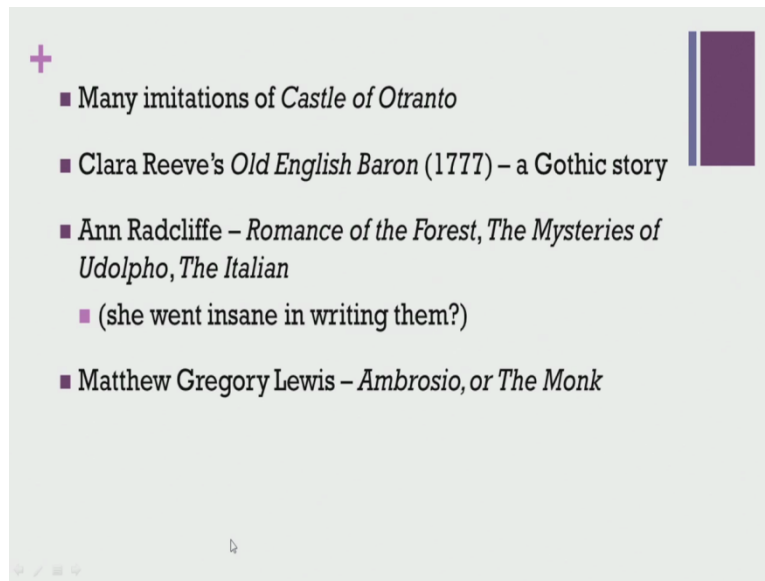 Many imitations of Castle of Otranto
Clara Reeve's Old English Baron (1777) – a Gothic story
Ann Radcliffe – Romance of the Forest, The Mysteries of
Udolpho, The Italian
(she went insane in writing them?)
Matthew Gregory Lewis – Ambrosio, or The Monk